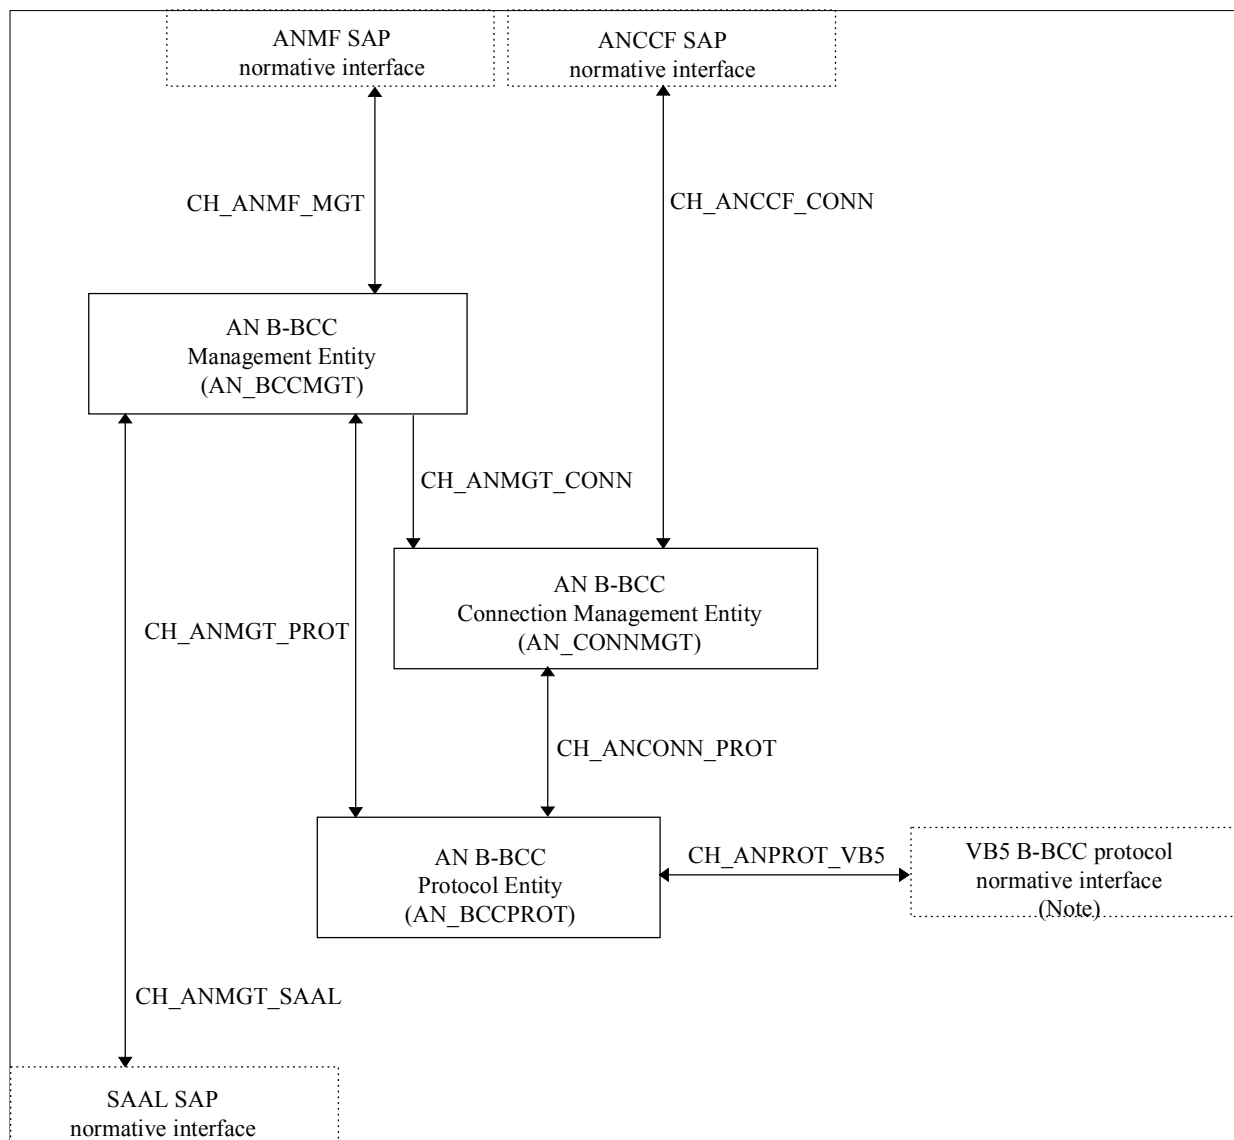 ANMF SAP
normative interface
ANCCF SAP
normative interface
CH_ANMF_MGT
CH_ANCCF_CONN
AN B-BCC
Management Entity
(AN_BCCMGT)
CH_ANMGT_CONN
AN B-BCC
Connection Management Entity
(AN_CONNMGT)
CH_ANMGT_PROT
CH_ANCONN_PROT
AN B-BCC
Protocol Entity
(AN_BCCPROT)
CH_ANPROT_VB5
VB5 B-BCC protocol
normative interface
(Note)
CH_ANMGT_SAAL
SAAL SAP
normative interface